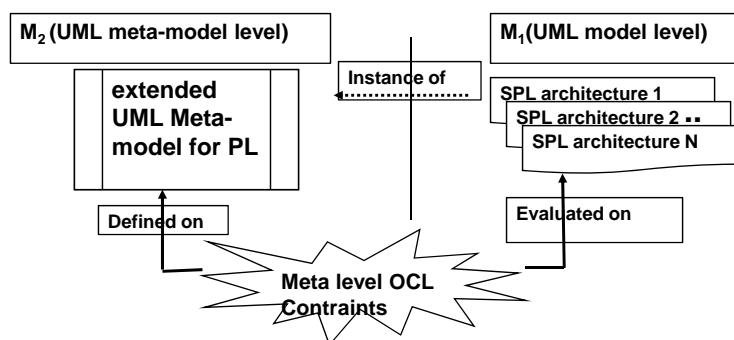 M₂ (UML meta-model level)
M₁(UML model level)
Instance of
extended
UML Meta-
model for PL
SPL architecture 1
SPL architecture 2 ..
SPL architecture N
Defined on
Evaluated on
Meta level OCL
Contraints